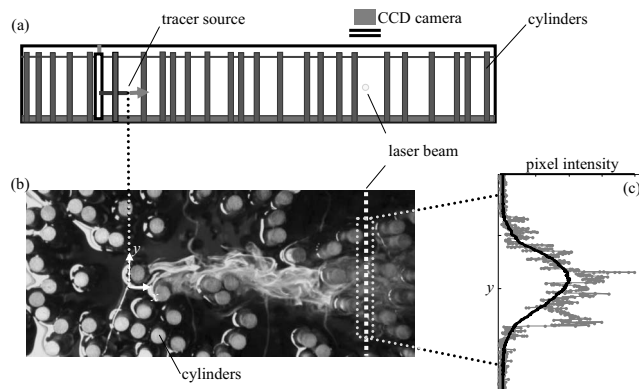 (a)
tracer source
CCD camera
cylinders
laser beam
(b)
y
x
cylinders
pixel intensity
(c)
y